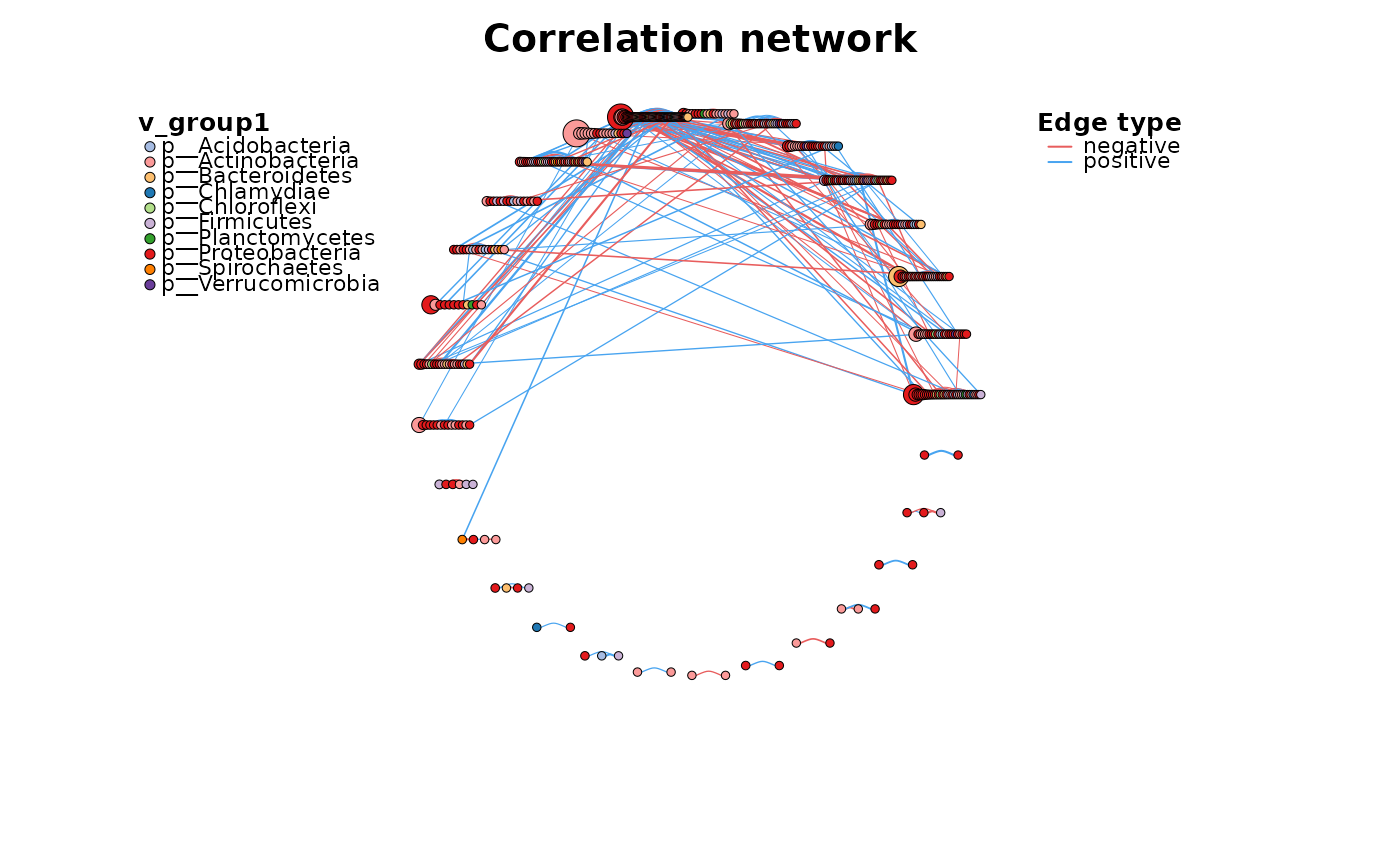 Correlation network
v_group1
p__Acidobacteria
p__Actinobacteria
p__Bacteroidetes
p__Chlamydiae
p__Chloroflexi
p__Firmicutes
p__Planctomycetes
p__Proteobacteria
p__Spirochaetes
p__Verrucomicrobia
Edge type
negative
positive